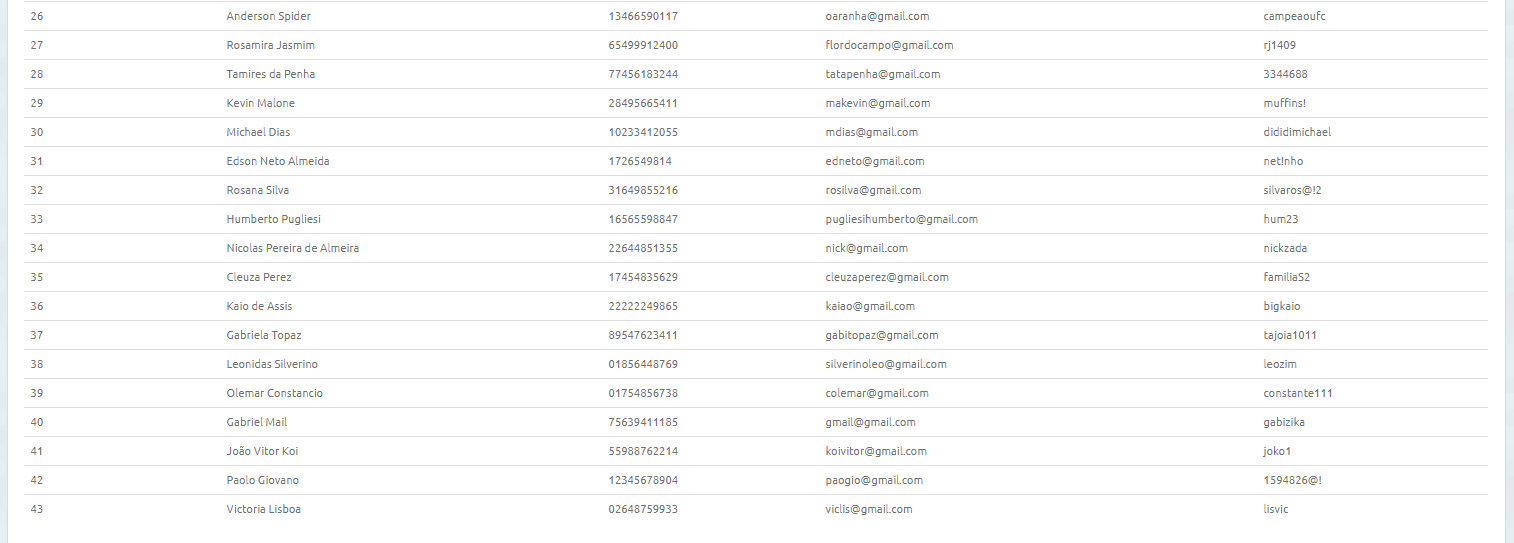 26 Anderson Spider 13466590117 oaranha@gmail.com campeaoufc
27 Rosamira Jasmim 65499912400 flordocampo@gmail.com rj1409
28 Tamires da Penha 77456183244 tatapenha@gmail.com 3344688
29 Kevin Malone 28495665411 makevin@gmail.com muffins!
30 Michael Dias 10233412055 mdias@gmail.com dididimichael
31 Edson Neto Almeida 1726549814 edneto@gmail.com net!nho
32 Rosana Silva 31649855216 rosilva@gmail.com silvaros@!2
33 Humberto Pugliesi 16565598847 pugliesihumberto@gmail.com hum23
34 Nicolas Pereira de Almeira 22644851355 nick@gmail.com nickzada
35 Cleuza Perez 17454835629 cleuzaperez@gmail.com familiaS2
36 Kaio de Assis 22222249865 kaiao@gmail.com bigkaio
37 Gabriela Topaz 89547623411 gabitopaz@gmail.com tajoia1011
38 Leonidas Silverino 01856448769 silverinoleo@gmail.com leozim
39 Olemar Constancio 01754856738 colemar@gmail.com constante111
40 Gabriel Mail 75639411185 gmail@gmail.com gabizika
41 João Vitor Koi 55988762214 koivitor@gmail.com joko1
42 Paolo Giovano 12345678904 paogio@gmail.com 1594826@!
43 Victoria Lisboa 02648759933 viclis@gmail.com lisvic